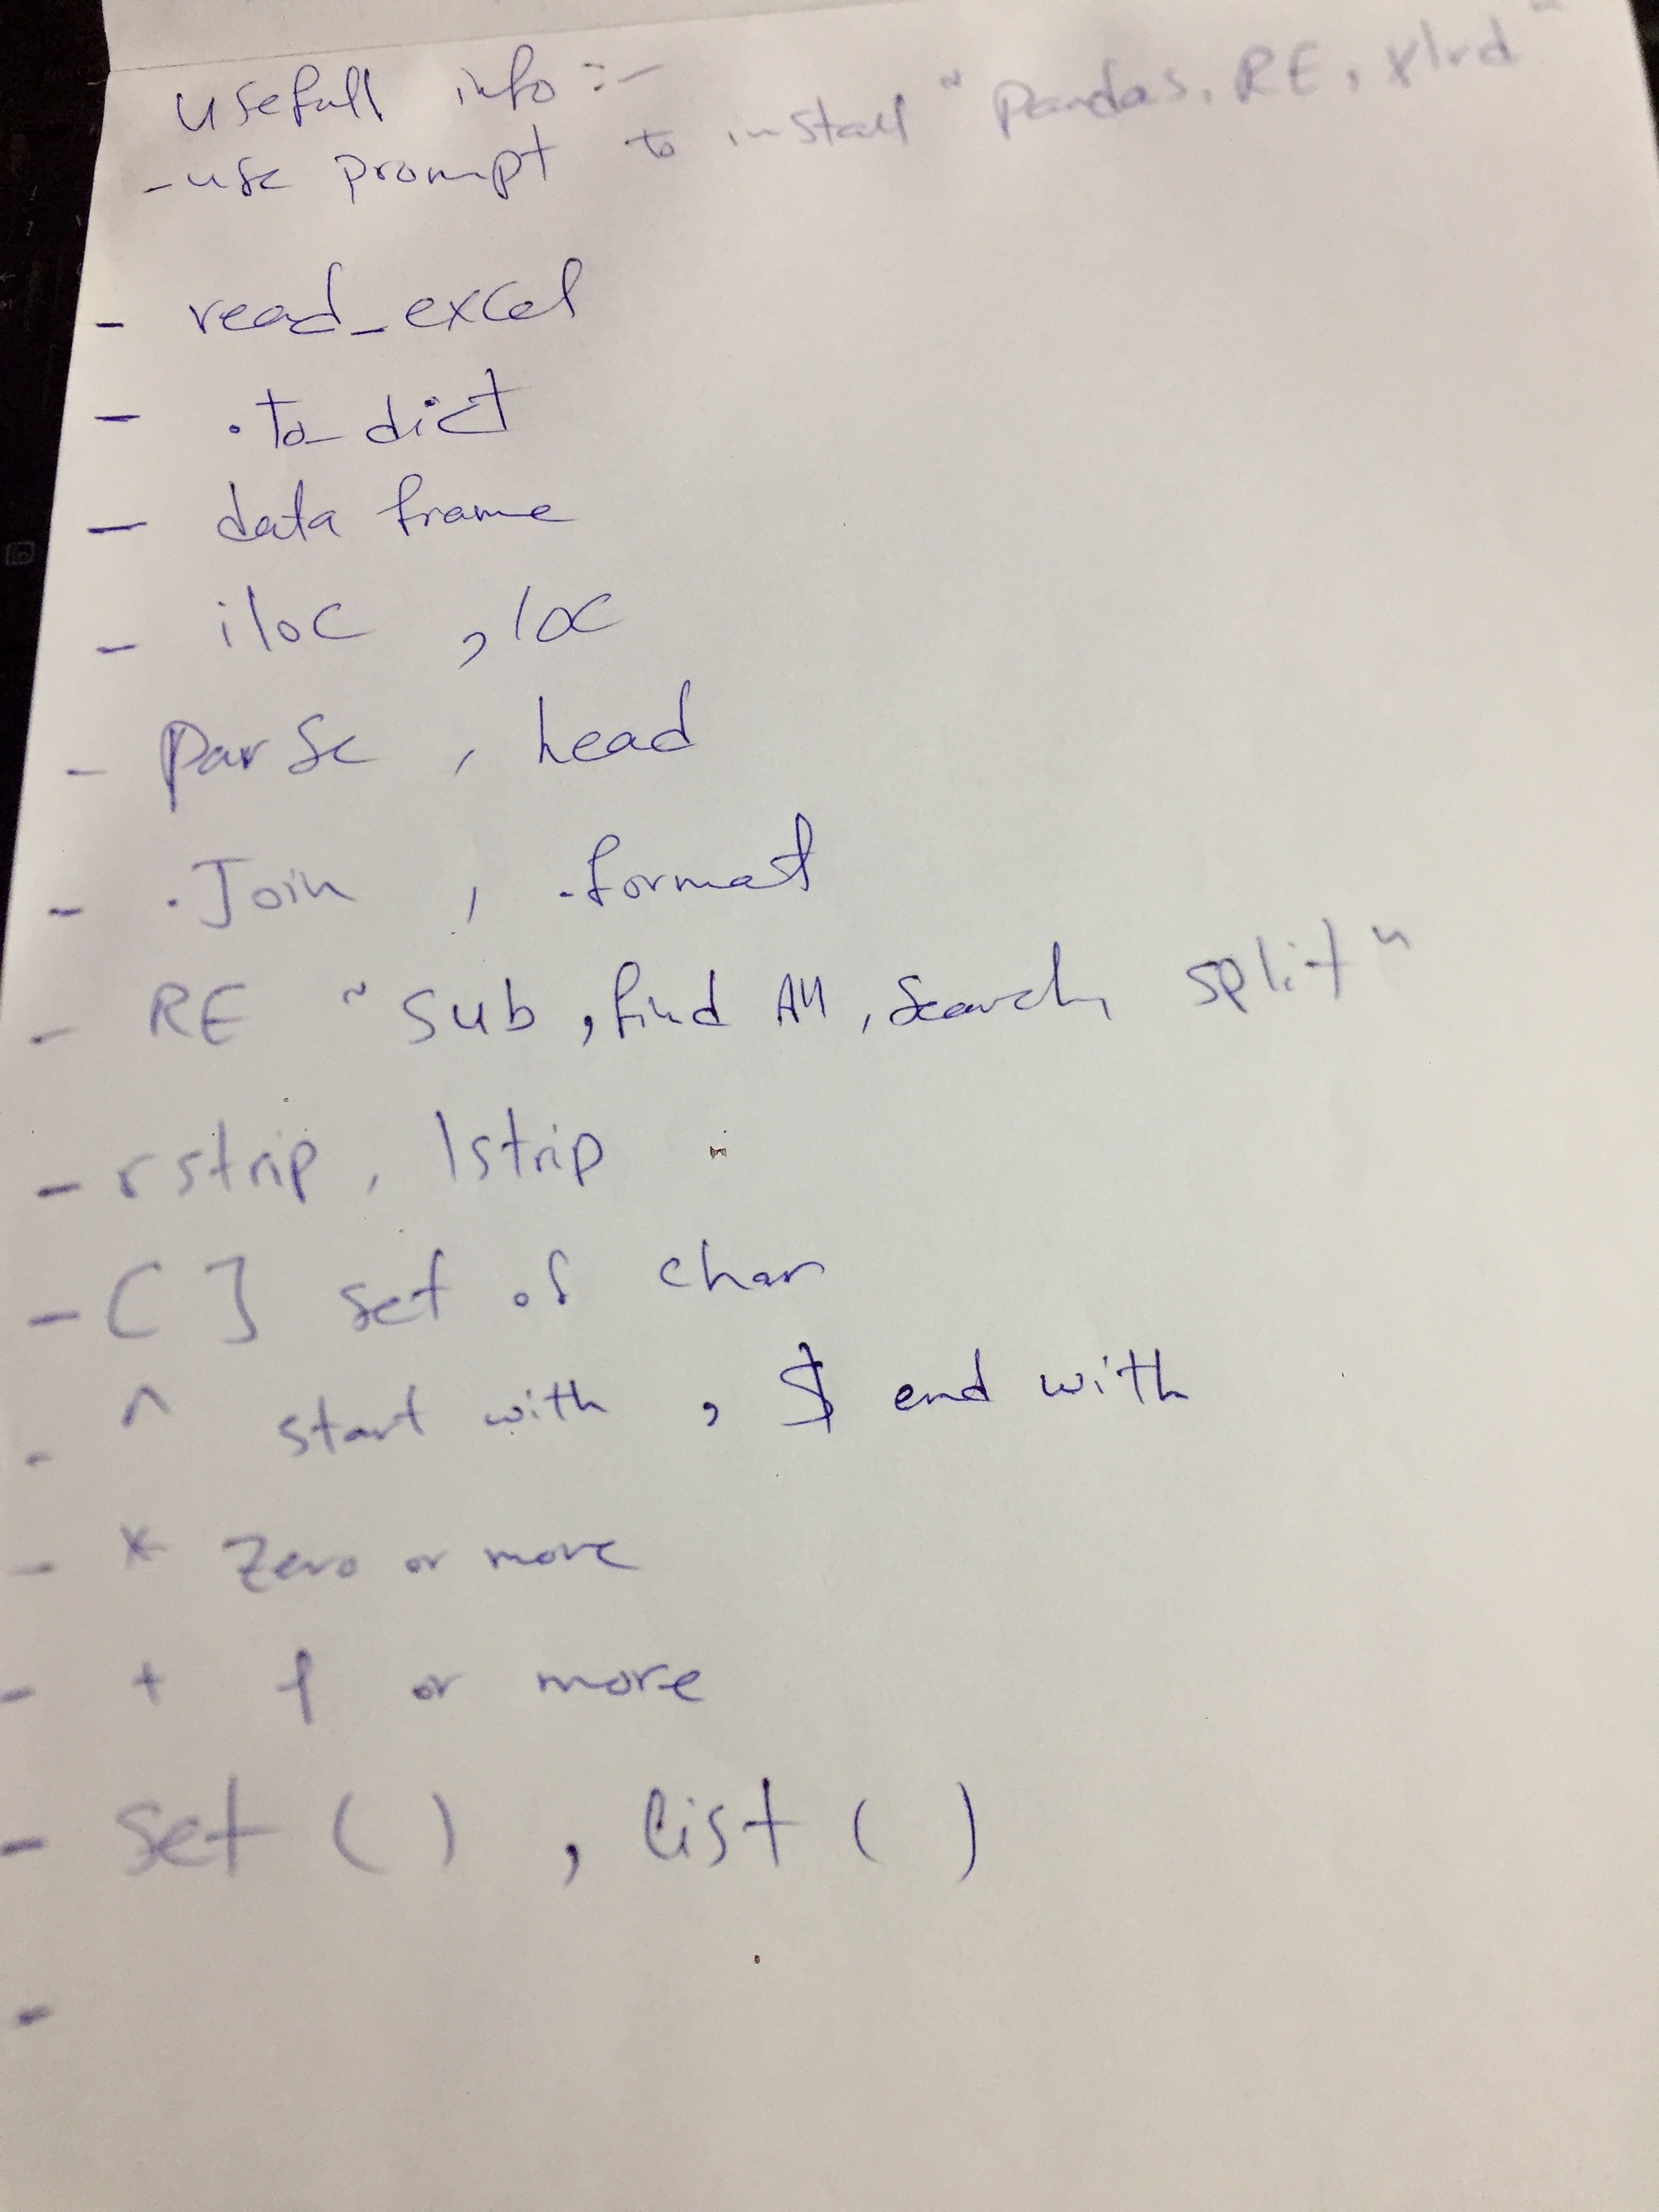 Usefull info :-
- use prompt to install " Pandas, RE, xlrd "
- read_excel
- .to_dict
- data frame
- iloc , loc
- Parse , head
- .Join , .format
- RE " sub , find All , Search, split "
- rstrip , lstrip
- [ ] set of char
- ^ start with , $ end with
- * Zero or more
- + 1 or more
- set ( ) , list ( )
-